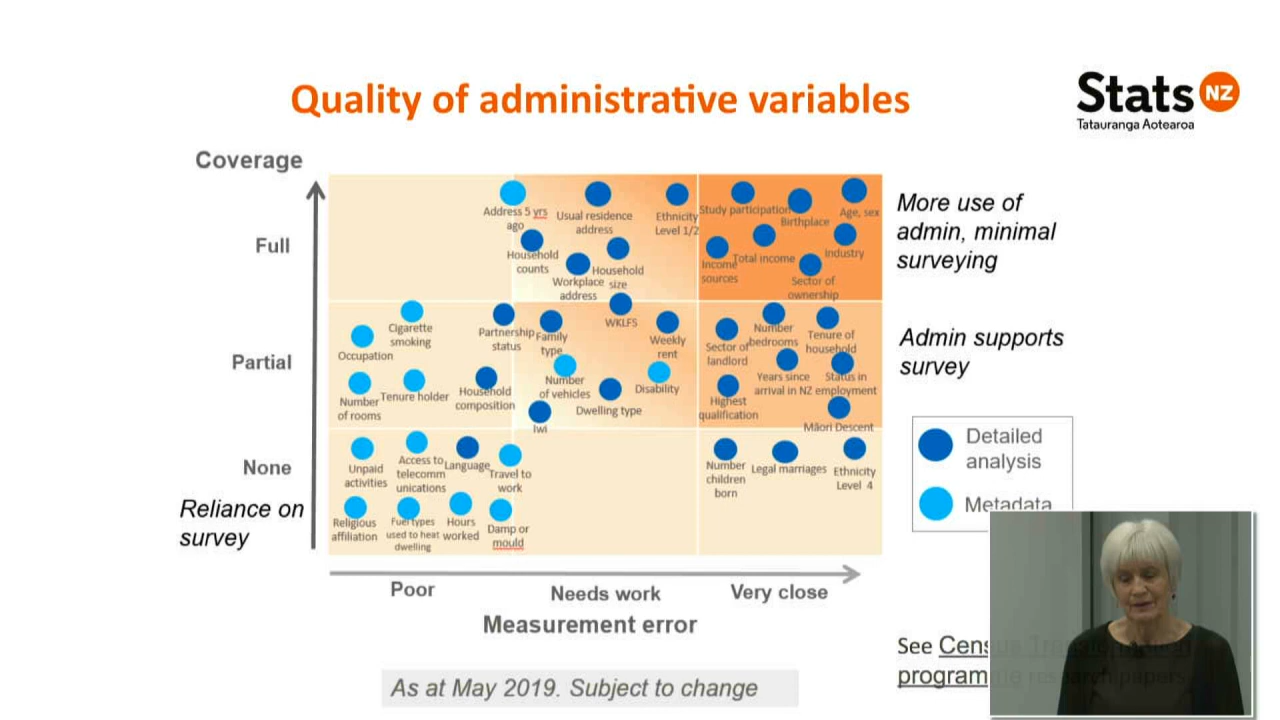 Quality of administrative variables
Stats NZ
Tatauranga Aotearoa
Coverage
Full
Partial
None
Reliance on
survey
Address 5 yrs
ago
Usual residence
address
Ethnicity
Level 1/2
Household
counts
Workplace
address
Household
size
Study participation
Birthplace
Age, sex
Income
sources
Total income
Industry
Sector of
ownership
Occupation
Cigarette
smoking
Number
of rooms
Tenure holder
Partnership
status
Household
composition
Family
type
WKLFS
Weekly
rent
Number
of vehicles
Disability
Dwelling type
Iwi
Sector of
landlord
Number
bedrooms
Tenure of
household
Years since
arrival in NZ
Status in
employment
Highest
qualification
Māori Descent
Unpaid
activities
Access to
telecomm
unications
Language
Travel to
work
Religious
affiliation
Fuel types
used to heat
dwelling
Hours
worked
Damp or
mould
Number
children
born
Legal marriages
Ethnicity
Level 4
More use of
admin, minimal
surveying
Admin supports
survey
Detailed
analysis
Metadata
Poor
Needs work
Very close
Measurement error
As at May 2019. Subject to change
See Census Transformation
programme research papers